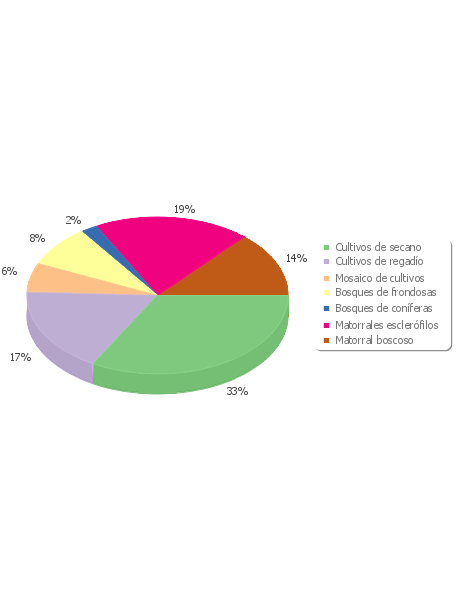 19%
2%
8%
14%
6%
17%
33%
Cultivos de secano
Cultivos de regadío
Mosaico de cultivos
Bosques de frondosas
Bosques de coníferas
Matorrales esclerófilos
Matorral boscoso